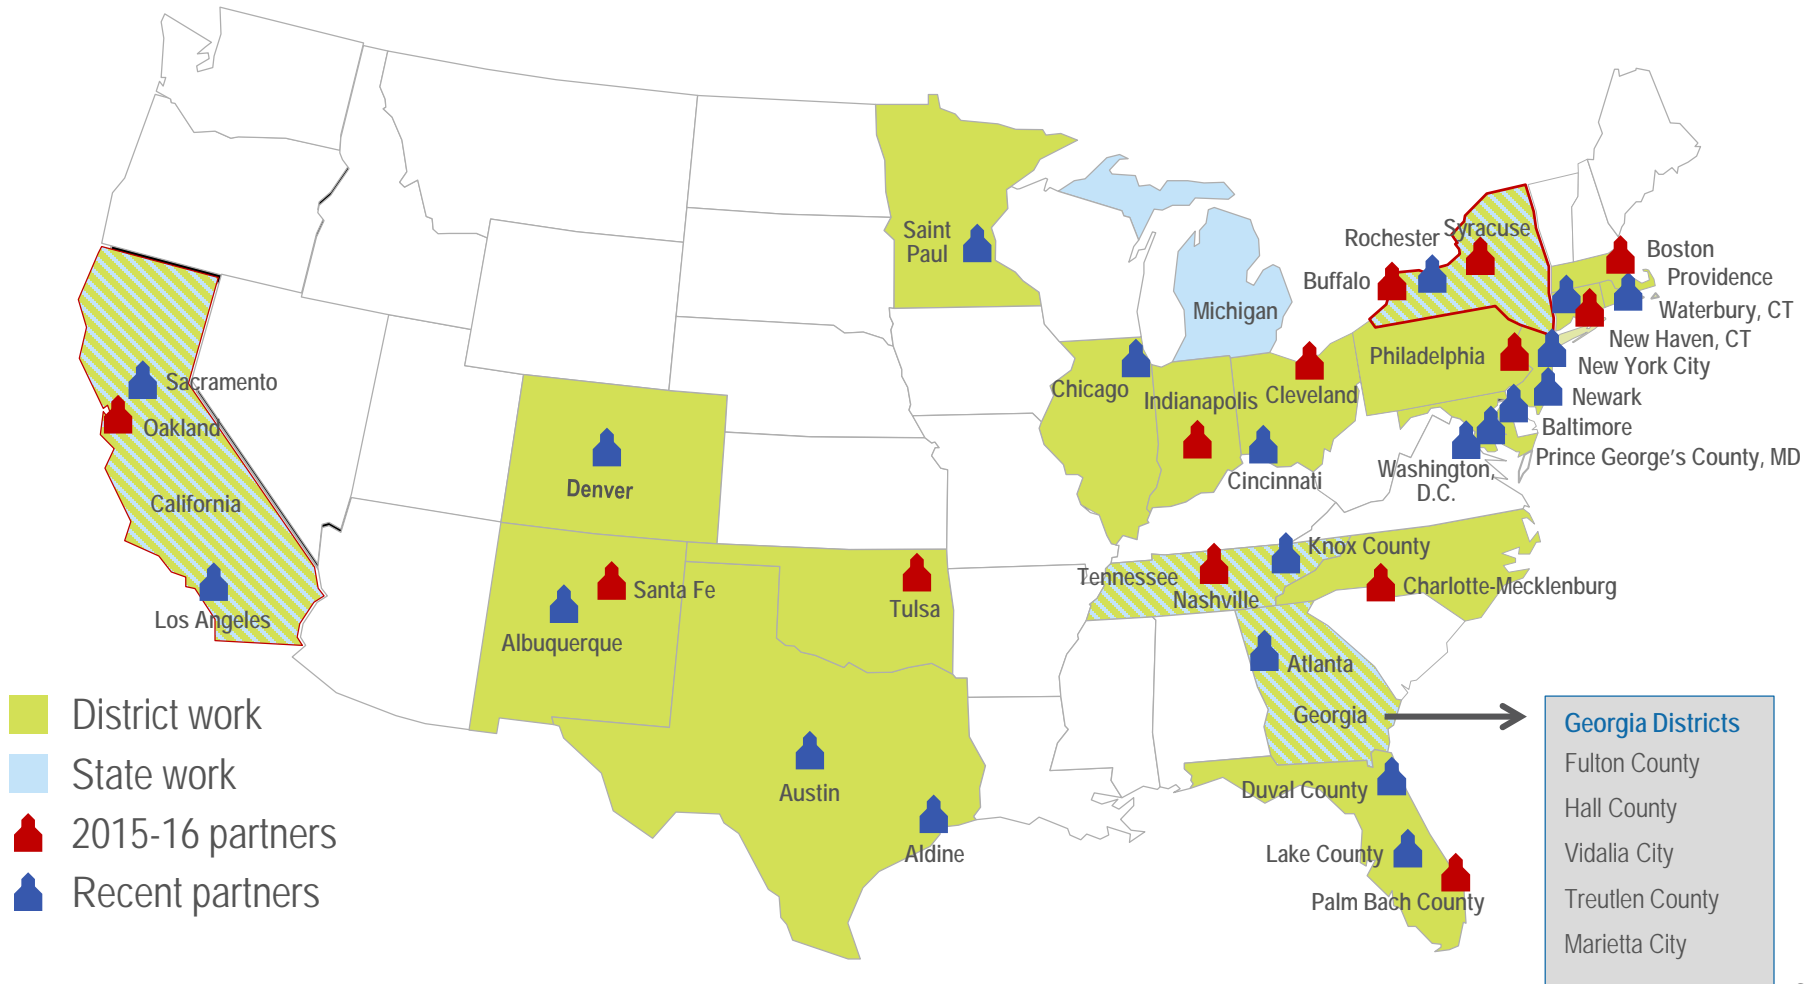 Saint
Paul
Syracuse
Rochester
Buffalo
Boston
Providence
Waterbury, CT
New Haven, CT
New York City
Newark
Baltimore
Prince George's County, MD
Washington,
D.C.
Michigan
Philadelphia
Chicago
Indianapolis
Cleveland
Cincinnati
Sacramento
Oakland
California
Los Angeles
Denver
Santa Fe
Albuquerque
Tulsa
Austin
Aldine
Tennessee
Nashville
Knox County
Charlotte-Mecklenburg
Atlanta
Georgia
Duval County
Lake County
Palm Bach County
District work
State work
2015-16 partners
Recent partners
Georgia Districts
Fulton County
Hall County
Vidalia City
Treutlen County
Marietta City